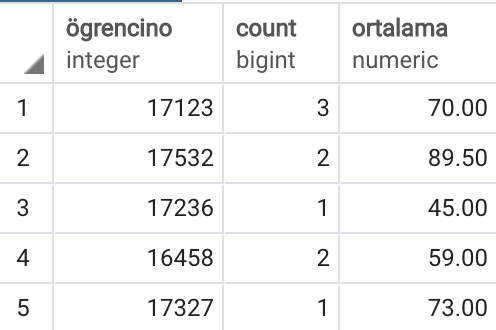 ögrencino count ortalama
integer bigint numeric
1 17123 3 70.00
2 17532 2 89.50
3 17236 1 45.00
4 16458 2 59.00
5 17327 1 73.00